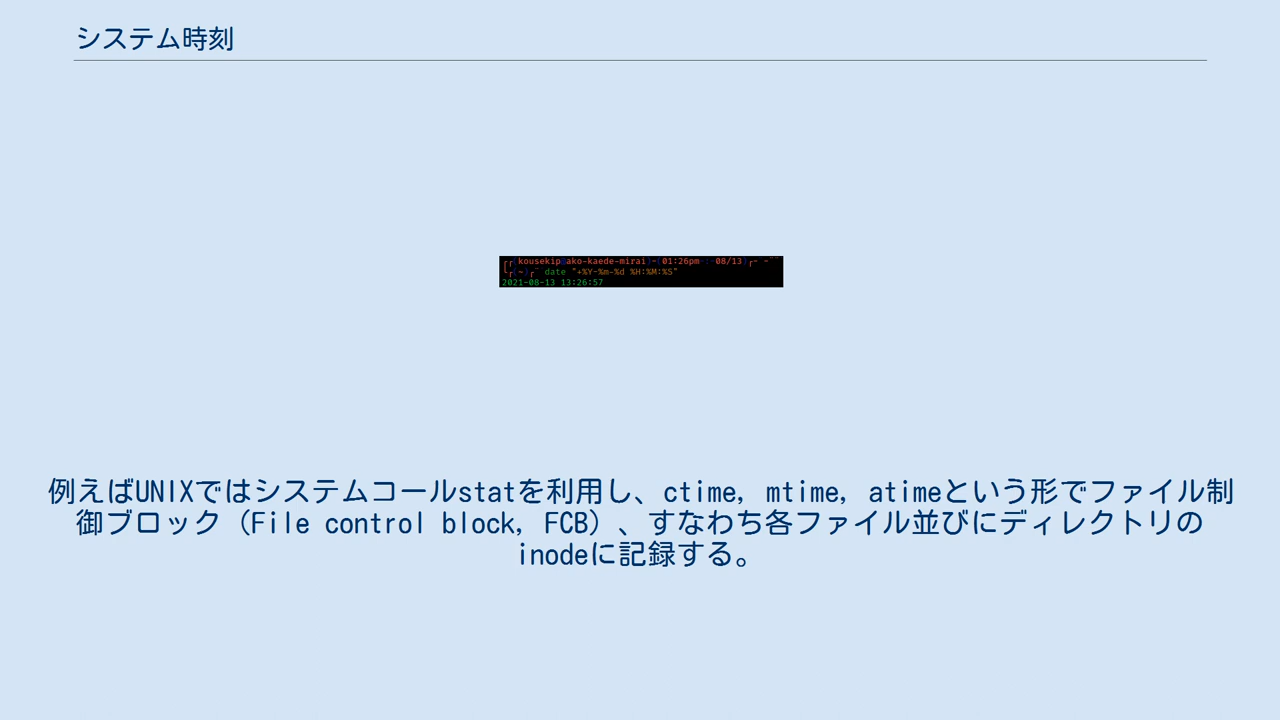 システム時刻
┌┌(kousekip@ako-kaede-mirai)-(01:26pm-:-08/13)┌- -¨¨
└┌(~)┌¨ date "+%Y-%m-%d %H:%M:%S"
2021-08-13 13:26:57
例えばUNIXではシステムコールstatを利用し、ctime, mtime, atimeという形でファイル制
御ブロック（File control block, FCB）、すなわち各ファイル並びにディレクトリの
inodeに記録する。